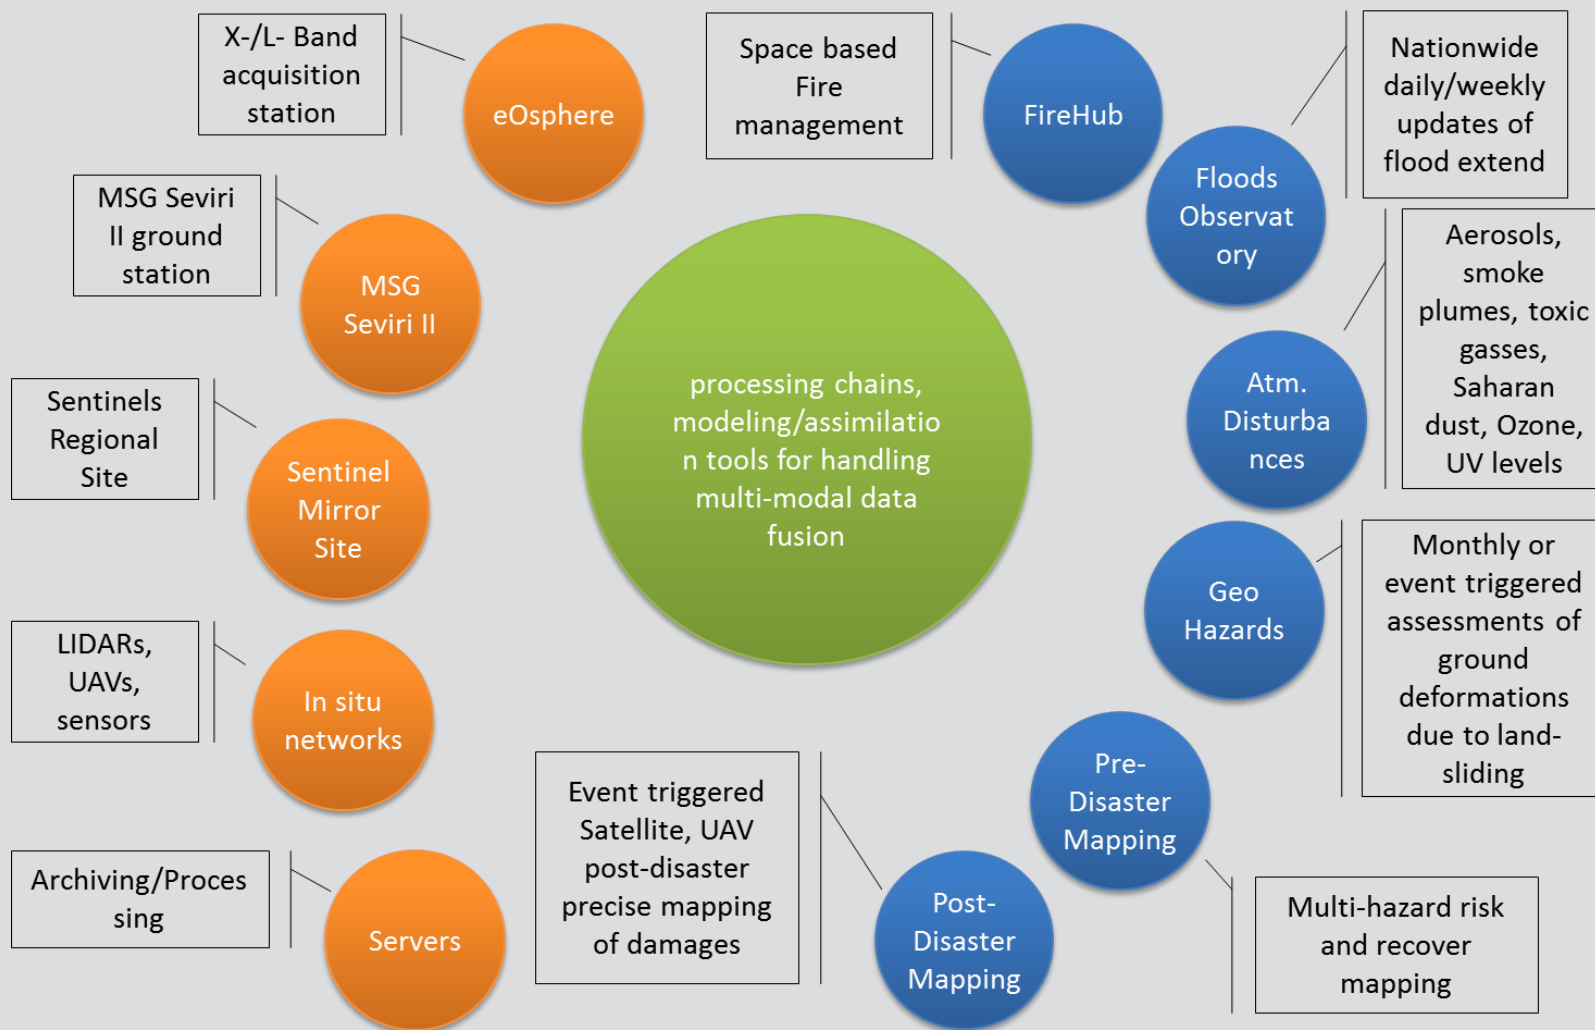 X-/L- Band
acquisition
station
eOsphere
MSG Seviri
II ground
station
MSG
Seviri II
Sentinels
Regional
Site
Sentinel
Mirror
Site
LIDARs,
UAVs,
sensors
In situ
networks
Archiving/Proces
sing
Servers
processing chains,
modeling/assimilatio
n tools for handling
multi-modal data
fusion
Space based
Fire
management
FireHub
Nationwide
daily/weekly
updates of
flood extend
Floods
Observat
ory
Aerosols,
smoke
plumes, toxic
gasses,
Saharan
dust, Ozone,
UV levels
Atm.
Disturba
nces
Monthly or
event triggered
assessments of
ground
deformations
due to land-
sliding
Geo
Hazards
Pre-
Disaster
Mapping
Multi-hazard risk
and recover
mapping
Event triggered
Satellite, UAV
post-disaster
precise mapping
of damages
Post-
Disaster
Mapping